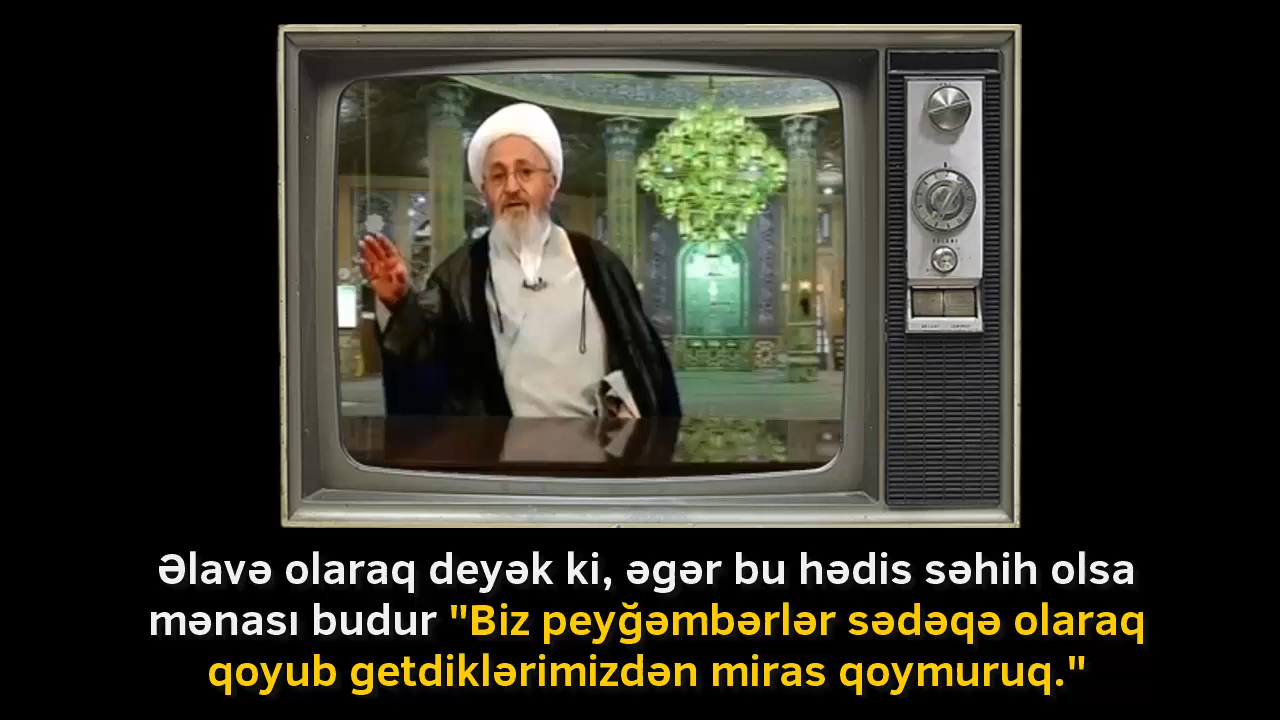 Əlavə olaraq deyək ki, əgər bu hədis səhih olsa
mənası budur "Biz peyğəmbərlər sədəqə olaraq
qoyub getdiklərimizdən miras qoymuruq."